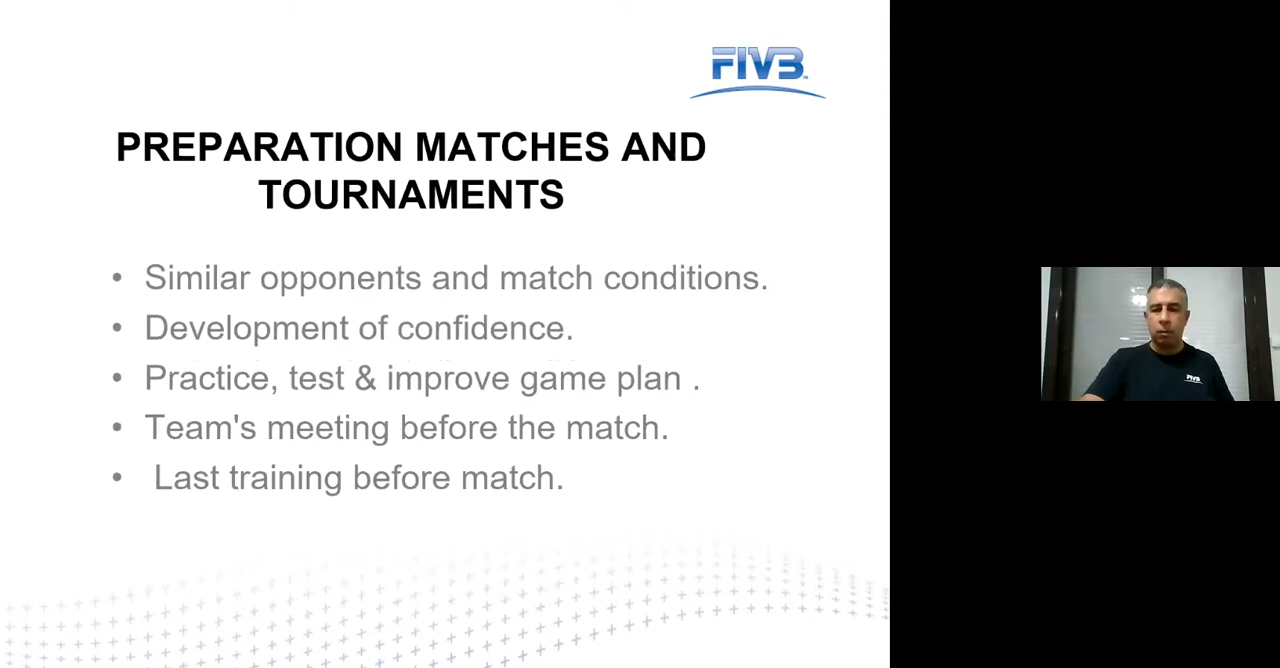 FIVB
PREPARATION MATCHES AND
TOURNAMENTS
• Similar opponents and match conditions.
• Development of confidence.
• Practice, test & improve game plan .
• Team's meeting before the match.
• Last training before match.
FIVB